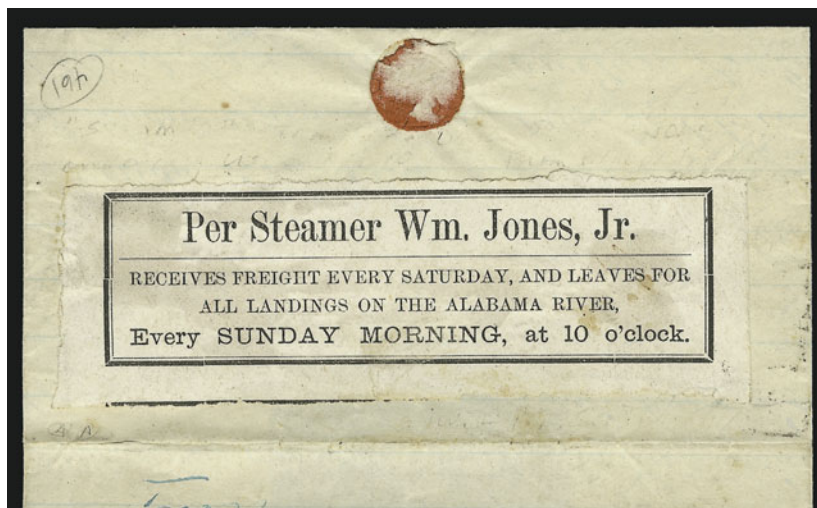 Per Steamer Wm. Jones, Jr.
RECEIVES FREIGHT EVERY SATURDAY, AND LEAVES FOR
ALL LANDINGS ON THE ALABAMA RIVER,
Every SUNDAY MORNING, at 10 o'clock.